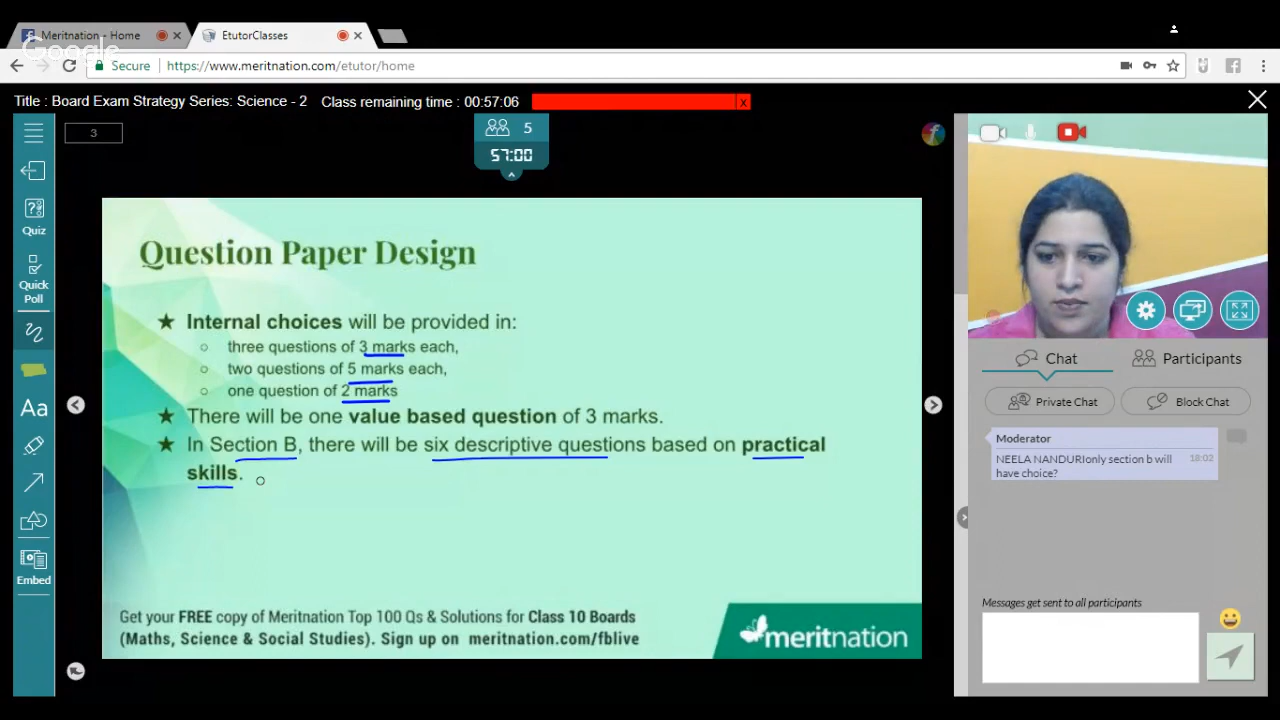 Meritnation - Home
EtutorClasses
Google
Secure https://www.meritnation.com/etutor/home
Title : Board Exam Strategy Series: Science - 2 Class remaining time : 00:57:06 x
3
5
57:00
Quiz
Quick
Poll
Aa
Embed
Question Paper Design
Internal choices will be provided in:
three questions of 3 marks each,
two questions of 5 marks each,
one question of 2 marks
There will be one value based question of 3 marks.
In Section B, there will be six descriptive questions based on practical
skills.
Get your FREE copy of Meritnation Top 100 Qs & Solutions for Class 10 Boards
(Maths, Science & Social Studies). Sign up on meritnation.com/fblive
meritnation
Chat Participants
Private Chat Block Chat
Moderator
NEELA NANDURIonly section b will 18:02
have choice?
Messages get sent to all participants